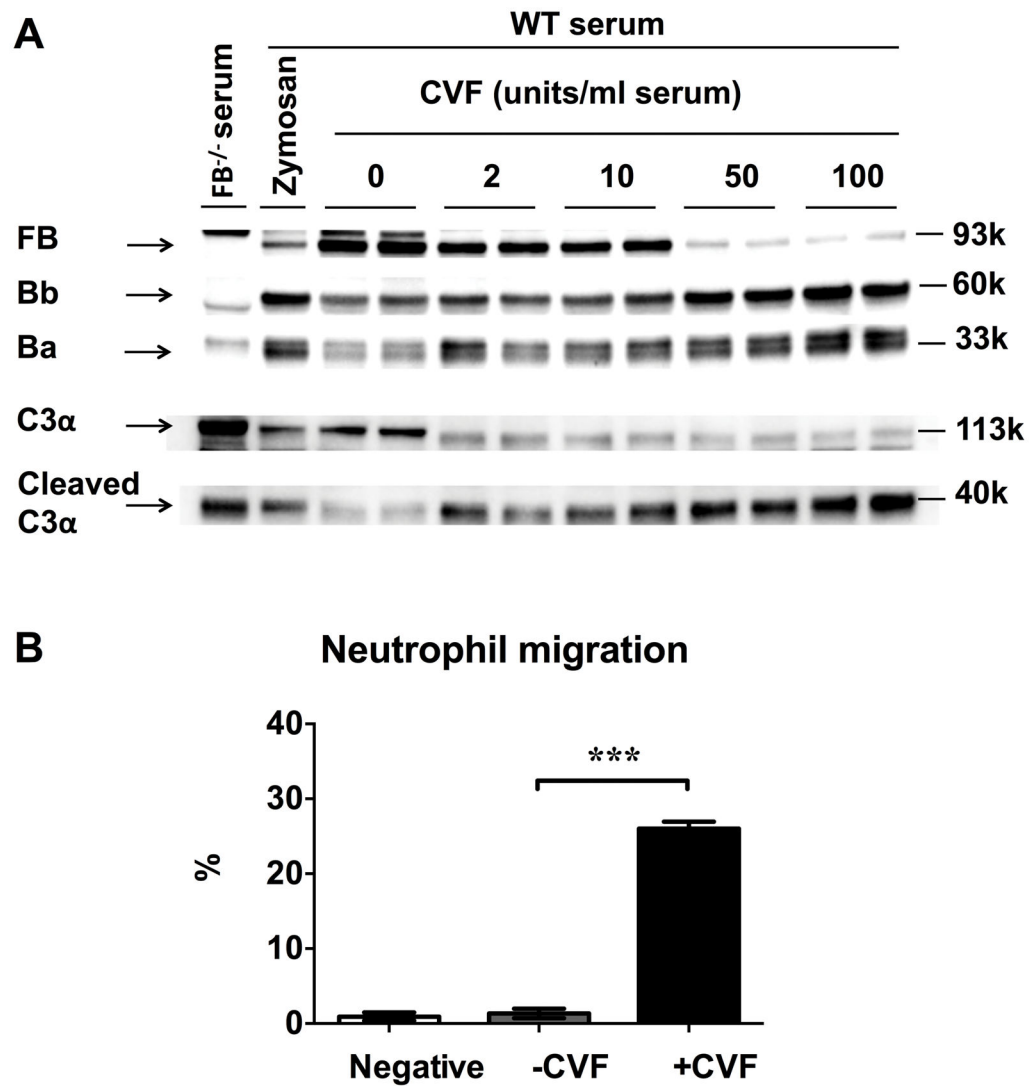 A
WT serum
FB-/- serum
Zymosan
CVF (units/ml serum)
0 2 10 50 100
FB 93k
Bb 60k
Ba 33k
C3α 113k
Cleaved C3α 40k
B
Neutrophil migration
40
***
30
%
20
10
0
Negative -CVF +CVF